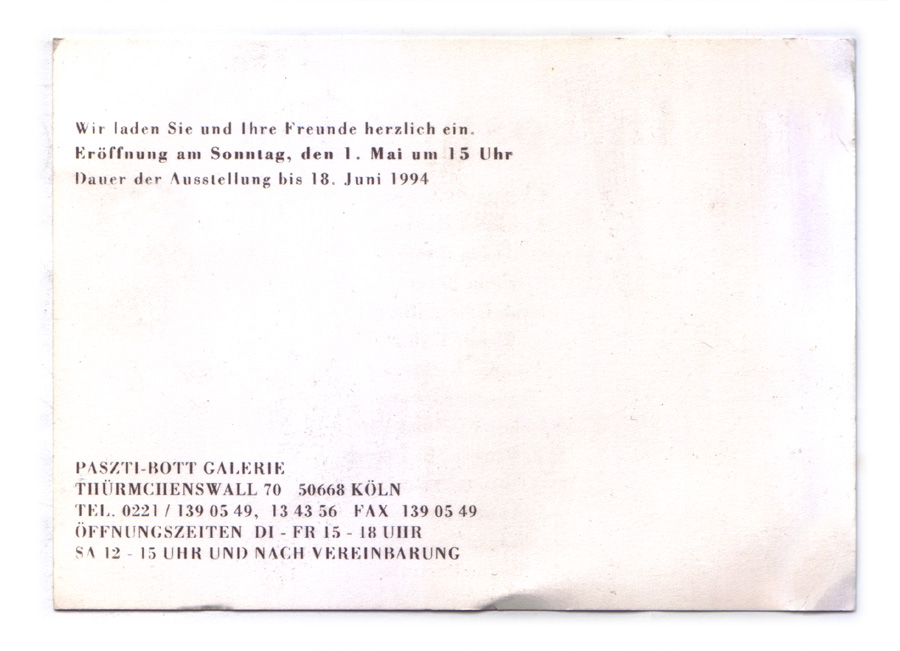 Wir laden Sie und Ihre Freunde herzlich ein.
Eröffnung am Sonntag, den 1. Mai um 15 Uhr
Dauer der Ausstellung bis 18. Juni 1994
PASZTI-BOTT GALERIE
THÜRMCHENSWALL 70 50668 KÖLN
TEL. 0221 / 139 05 49, 13 43 56 FAX 139 05 49
ÖFFNUNGSZEITEN DI - FR 15 - 18 UHR
SA 12 - 15 UHR UND NACH VEREINBARUNG